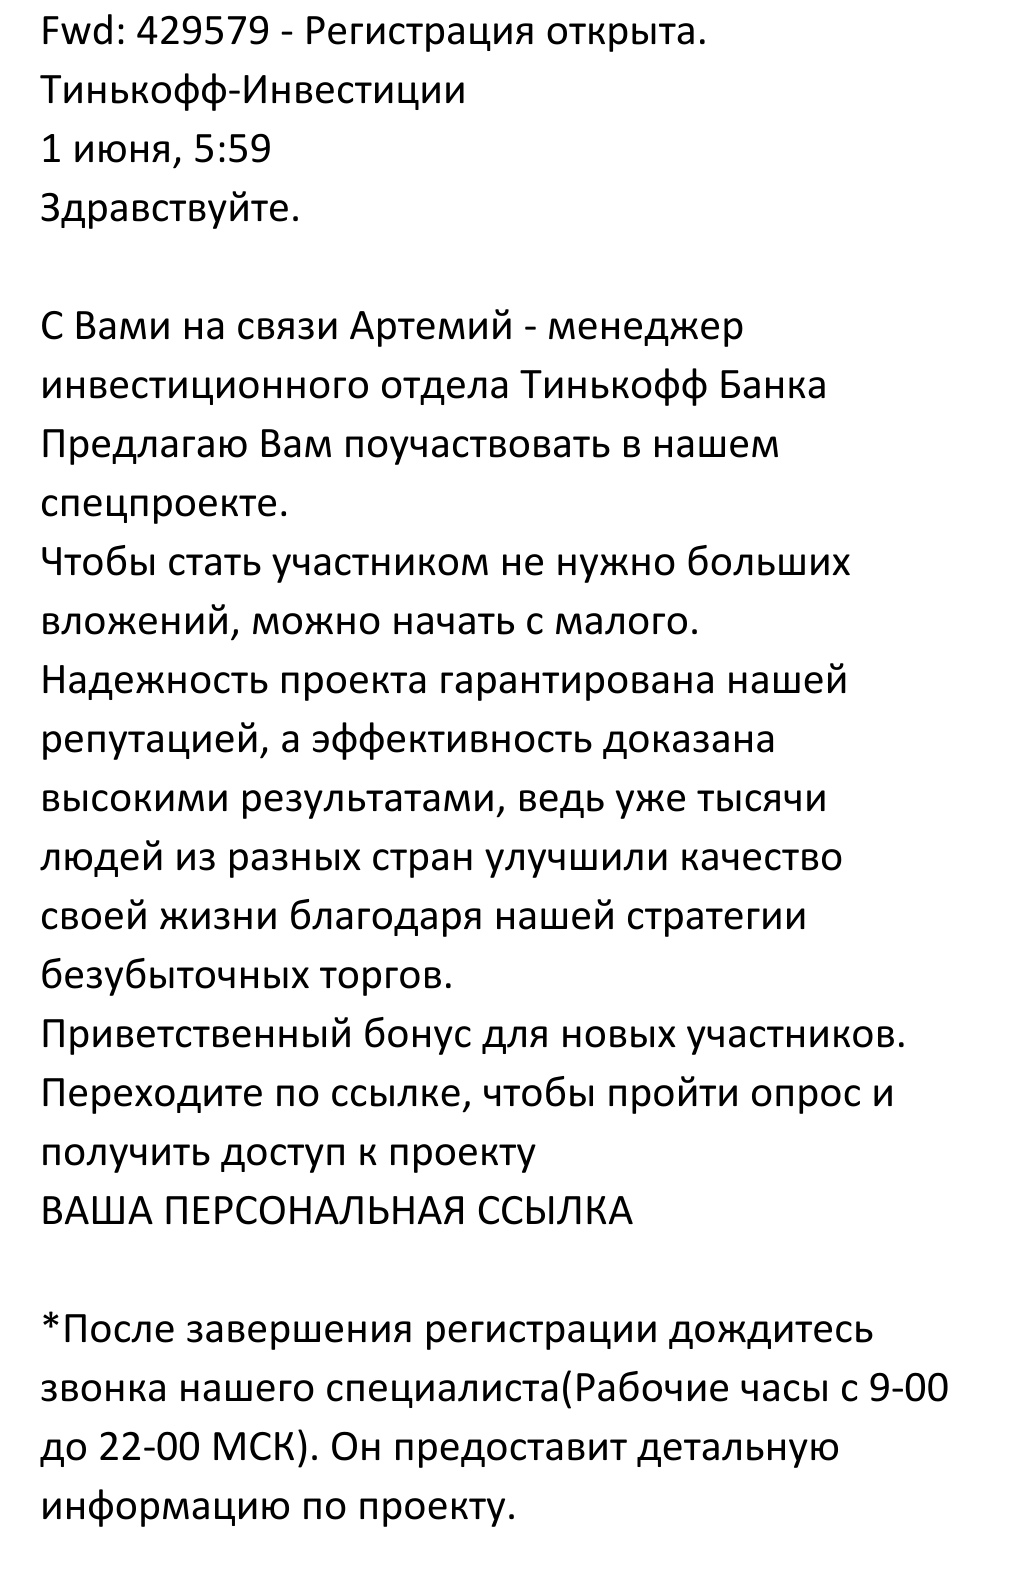 Fwd: 429579 - Регистрация открыта.
Тинькофф-Инвестиции
1 июня, 5:59
Здравствуйте.
С Вами на связи Артемий - менеджер
инвестиционного отдела Тинькофф Банка
Предлагаю Вам поучаствовать в нашем
спецпроекте.
Чтобы стать участником не нужно больших
вложений, можно начать с малого.
Надежность проекта гарантирована нашей
репутацией, а эффективность доказана
высокими результатами, ведь уже тысячи
людей из разных стран улучшили качество
своей жизни благодаря нашей стратегии
безубыточных торгов.
Приветственный бонус для новых участников.
Переходите по ссылке, чтобы пройти опрос и
получить доступ к проекту
ВАША ПЕРСОНАЛЬНАЯ ССЫЛКА
*После завершения регистрации дождитесь
звонка нашего специалиста(Рабочие часы с 9-00
до 22-00 МСК). Он предоставит детальную
информацию по проекту.